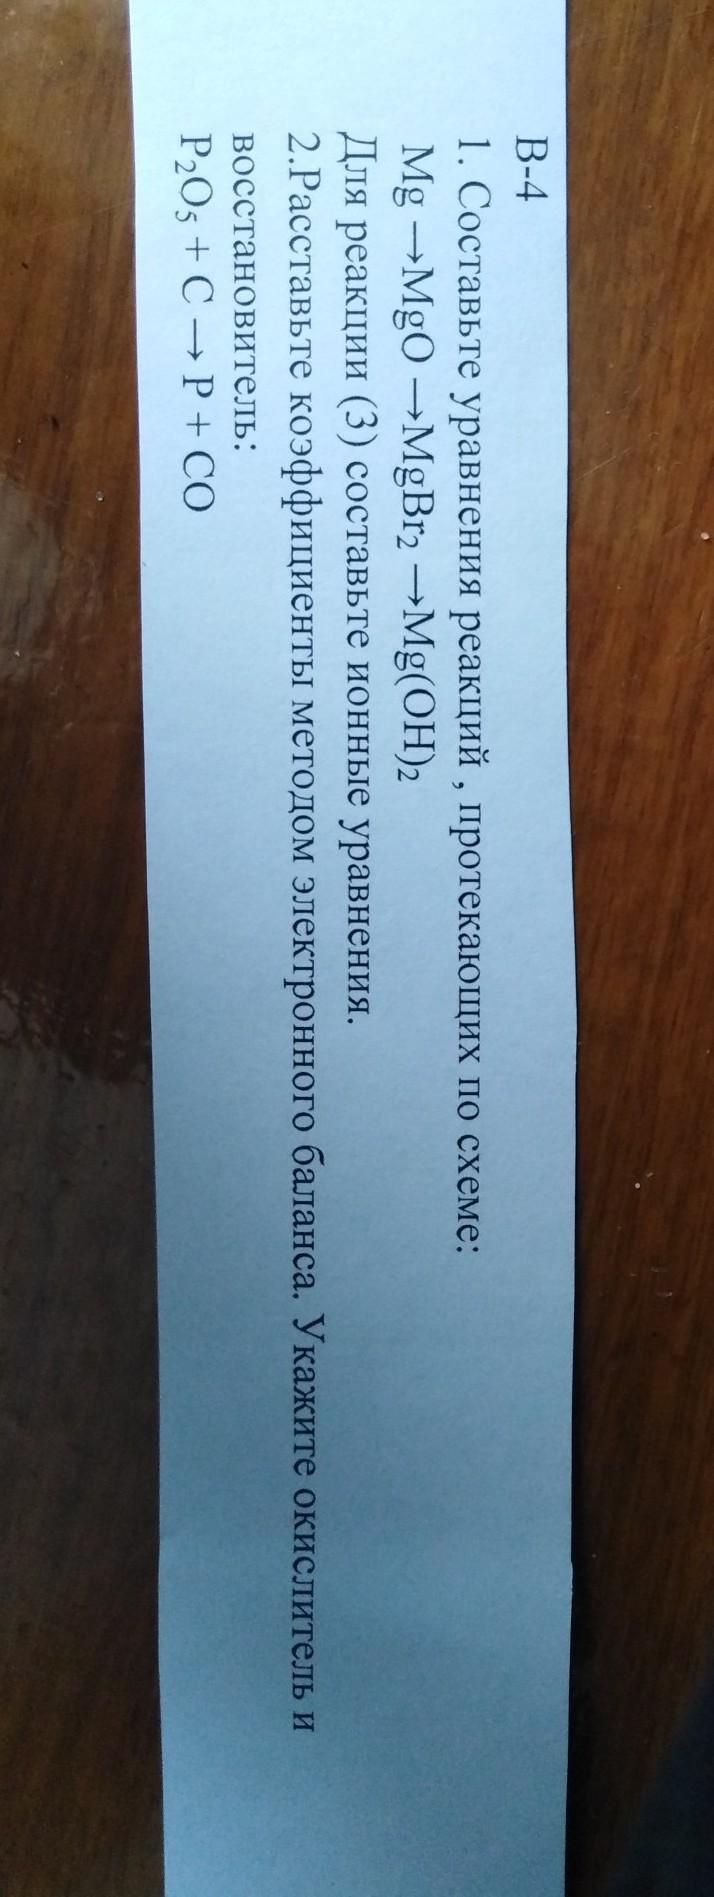 В-4
1. Составьте уравнения реакций , протекающих по схеме:
Mg →MgO →MgBr₂ →Mg(OH)₂
Для реакции (3) составьте ионные уравнения.
2.Расставьте коэффициенты методом электронного баланса. Укажите окислитель и
восстановитель:
P₂O₅ + C → P + CO